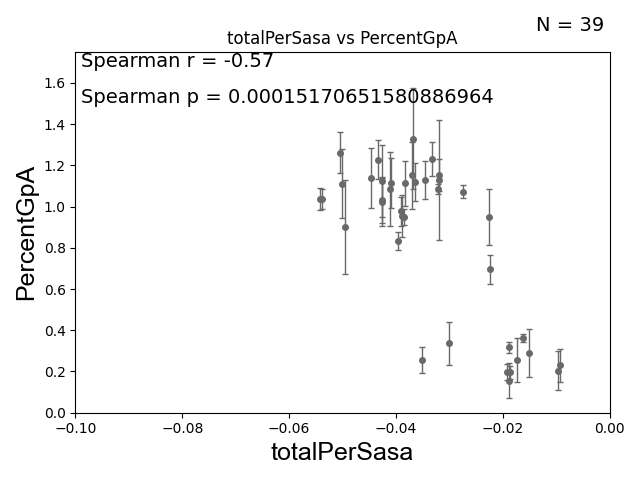 N = 39
totalPerSasa vs PercentGpA
Spearman r = -0.57
Spearman p = 0.00015170651580886964
1.6
1.4
1.2
1.0
0.8
0.6
0.4
0.2
0.0
PercentGpA
−0.10 −0.08 −0.06 −0.04 −0.02 0.00
totalPerSasa